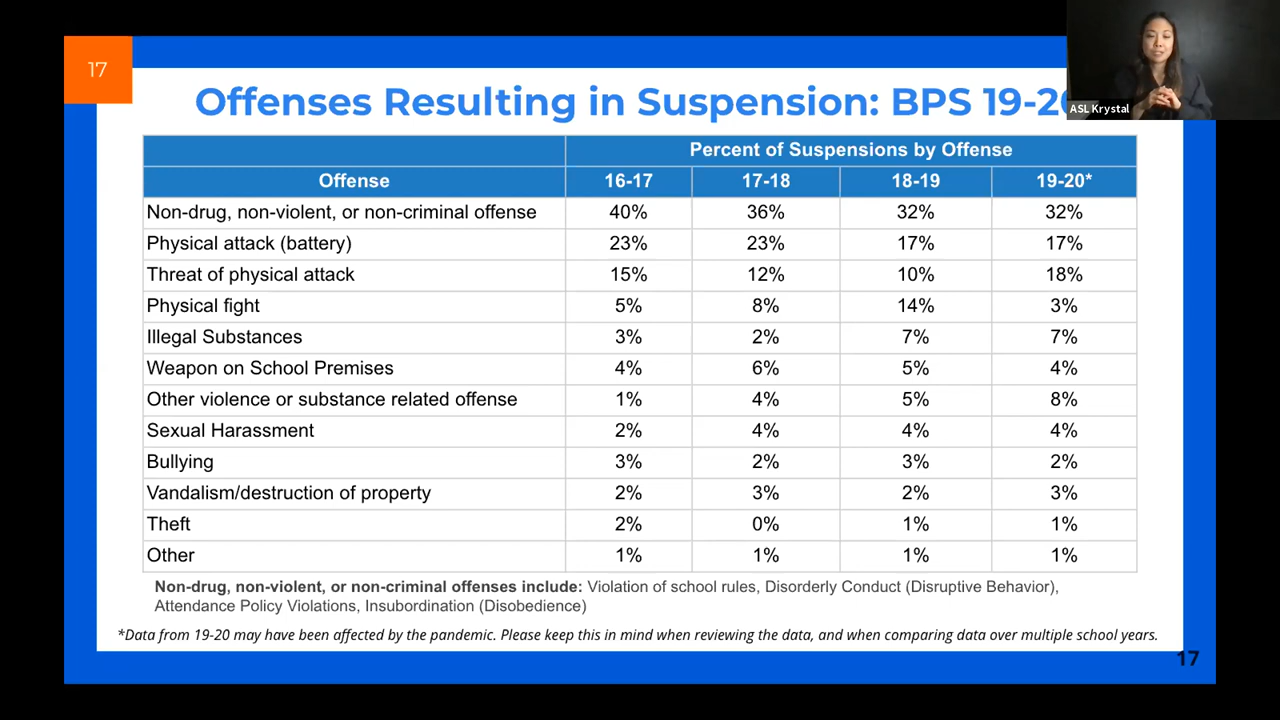 17
Offenses Resulting in Suspension: BPS 19-20
ASL Krystal
Percent of Suspensions by Offense
Offense 16-17 17-18 18-19 19-20*
Non-drug, non-violent, or non-criminal offense 40% 36% 32% 32%
Physical attack (battery) 23% 23% 17% 17%
Threat of physical attack 15% 12% 10% 18%
Physical fight 5% 8% 14% 3%
Illegal Substances 3% 2% 7% 7%
Weapon on School Premises 4% 6% 5% 4%
Other violence or substance related offense 1% 4% 5% 8%
Sexual Harassment 2% 4% 4% 4%
Bullying 3% 2% 3% 2%
Vandalism/destruction of property 2% 3% 2% 3%
Theft 2% 0% 1% 1%
Other 1% 1% 1% 1%
Non-drug, non-violent, or non-criminal offenses include: Violation of school rules, Disorderly Conduct (Disruptive Behavior),
Attendance Policy Violations, Insubordination (Disobedience)
*Data from 19-20 may have been affected by the pandemic. Please keep this in mind when reviewing the data, and when comparing data over multiple school years.
17